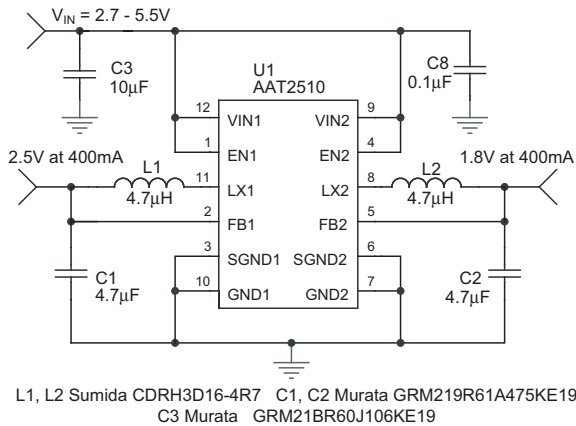 V_IN = 2.7 - 5.5V
C3
10μF
U1
AAT2510
C8
0.1μF
12
VIN1
VIN2
9
1
EN1
EN2
4
2.5V at 400mA
L1
4.7μH
11
LX1
LX2
8
L2
4.7μH
1.8V at 400mA
2
FB1
FB2
5
3
SGND1
SGND2
6
C1
4.7μF
10
GND1
GND2
7
C2
4.7μF
L1, L2 Sumida CDRH3D16-4R7 C1, C2 Murata GRM219R61A475KE19
C3 Murata GRM21BR60J106KE19